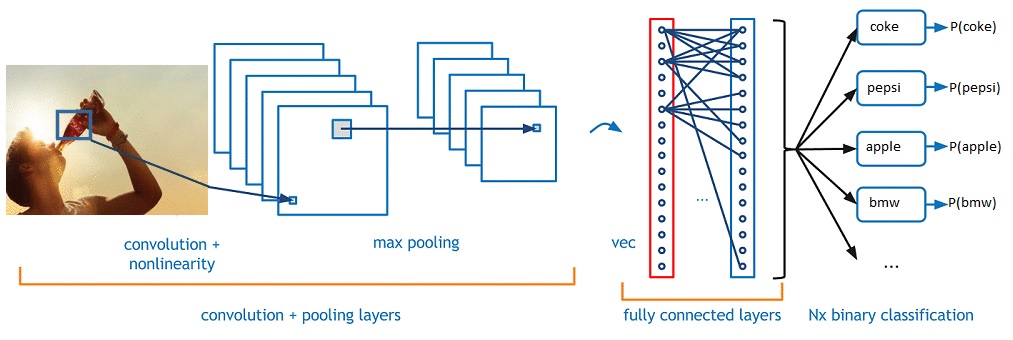 coke
P(coke)
pepsi
P(pepsi)
apple
P(apple)
bmw
P(bmw)
...
...
convolution +
nonlinearity
max pooling
vec
convolution + pooling layers
fully connected layers
Nx binary classification